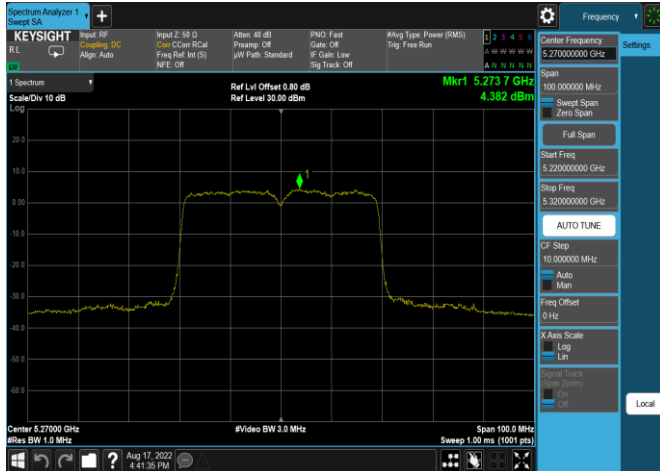 Spectrum Analyzer 1
Swept SA
Frequency
KEYSIGHT
RL
Input: RF
Coupling: DC
Align: Auto
Input Z: 50 Ω
Corr CCorr RCal
Freq Ref: Int (S)
NFE: Off
Atten: 40 dB
Preamp: Off
µW Path: Standard
PNO: Fast
Gate: Off
IF Gain: Low
Sig Track: Off
#Avg Type: Power (RMS)
Trig: Free Run
1 2 3 4 5 6
A W W W W W
A N N N N N
1 Spectrum
Scale/Div 10 dB
Log
Ref Lvl Offset 0.80 dB
Ref Level 30.00 dBm
Mkr1 5.273 7 GHz
4.382 dBm
1
20.0
10.0
0.00
-10.0
-20.0
-30.0
-40.0
-50.0
-60.0
Center 5.27000 GHz
#Res BW 1.0 MHz
#Video BW 3.0 MHz
Span 100.0 MHz
Sweep 1.00 ms (1001 pts)
Aug 17, 2022
4:41:35 PM
Center Frequency
5.270000000 GHz
Span
100.000000 MHz
Swept Span
Zero Span
Full Span
Start Freq
5.220000000 GHz
Stop Freq
5.320000000 GHz
AUTO TUNE
CF Step
10.000000 MHz
Auto
Man
Freq Offset
0 Hz
X Axis Scale
Log
Lin
Signal Track
(Span Zoom)
On
Off
Settings
Local